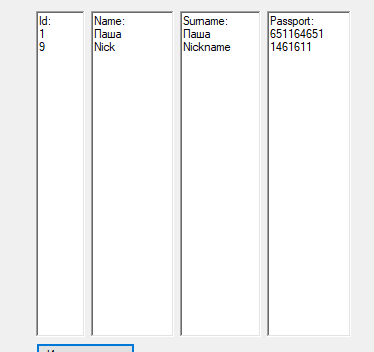 Id: Name: Surname: Passport:
1 Паша Паша 651164651
9 Nick Nickname 1461611